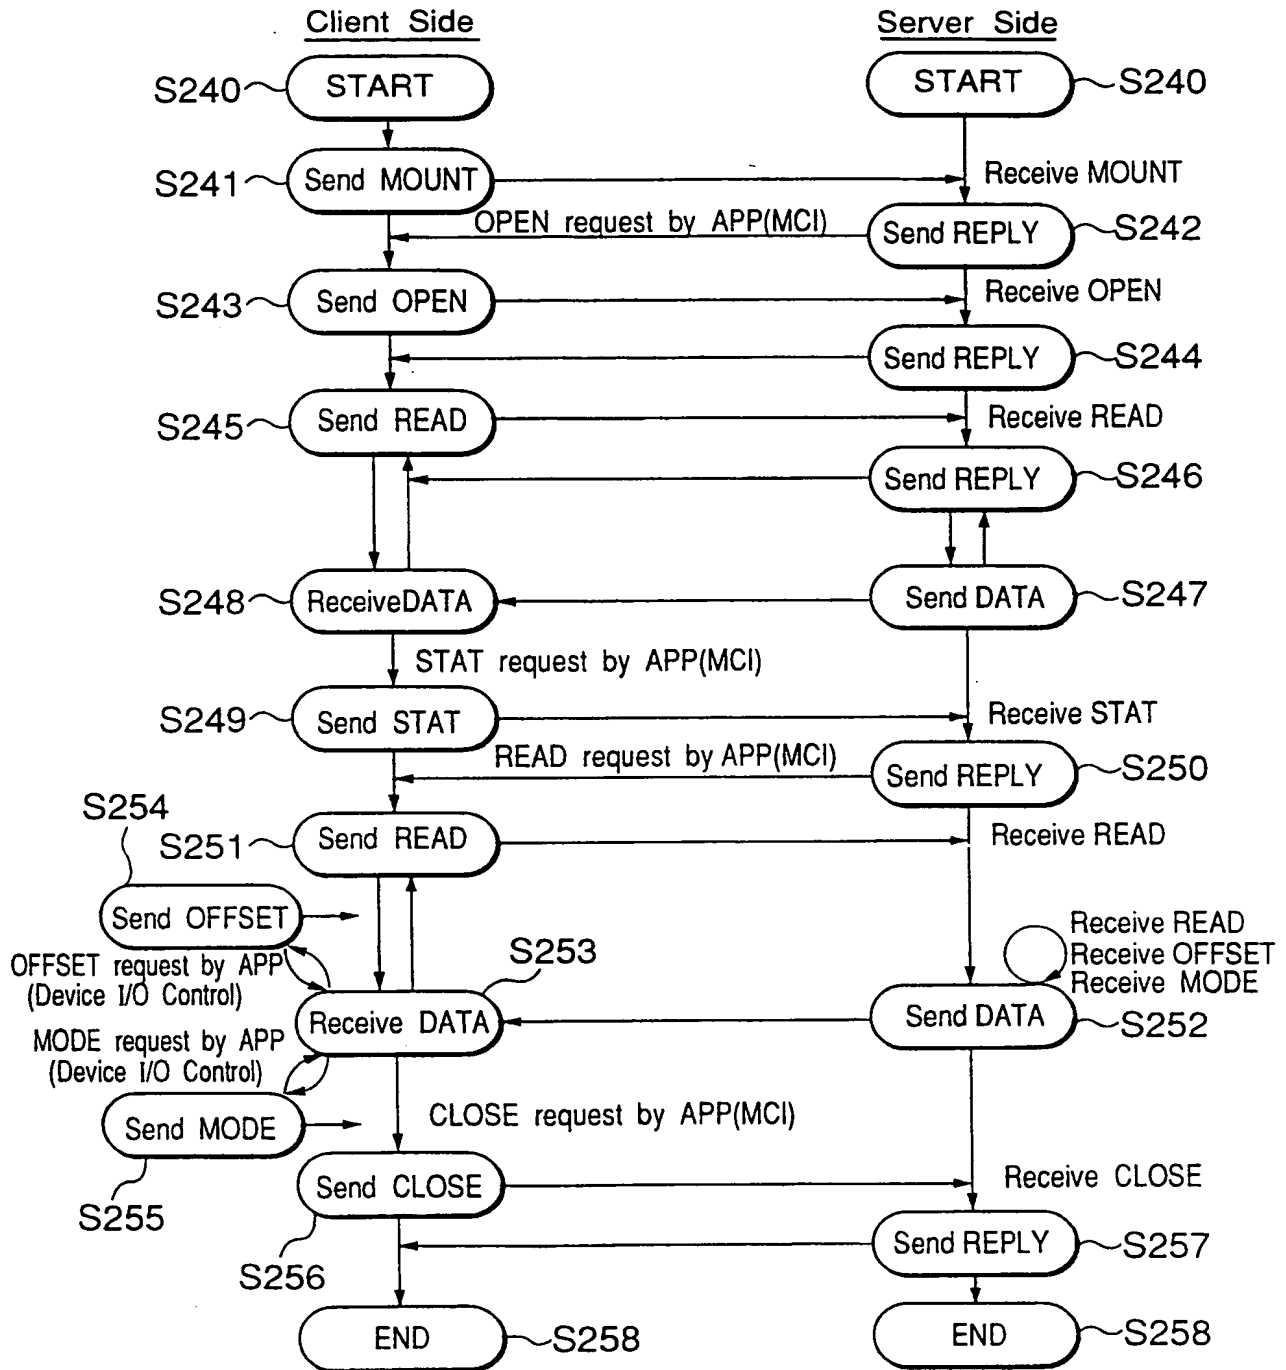 Client Side
Server Side
S240
START
START
S240
S241
Send MOUNT
Receive MOUNT
OPEN request by APP(MCI)
Send REPLY
S242
S243
Send OPEN
Receive OPEN
Send REPLY
S244
S245
Send READ
Receive READ
Send REPLY
S246
S248
ReceiveDATA
Send DATA
S247
STAT request by APP(MCI)
S249
Send STAT
Receive STAT
READ request by APP(MCI)
Send REPLY
S250
S254
S251
Send READ
Receive READ
Send OFFSET
OFFSET request by APP
(Device I/O Control)
S253
Receive READ
Receive OFFSET
Receive MODE
Receive DATA
Send DATA
S252
MODE request by APP
(Device I/O Control)
CLOSE request by APP(MCI)
Send MODE
S255
Send CLOSE
Receive CLOSE
S256
Send REPLY
S257
END
S258
END
S258